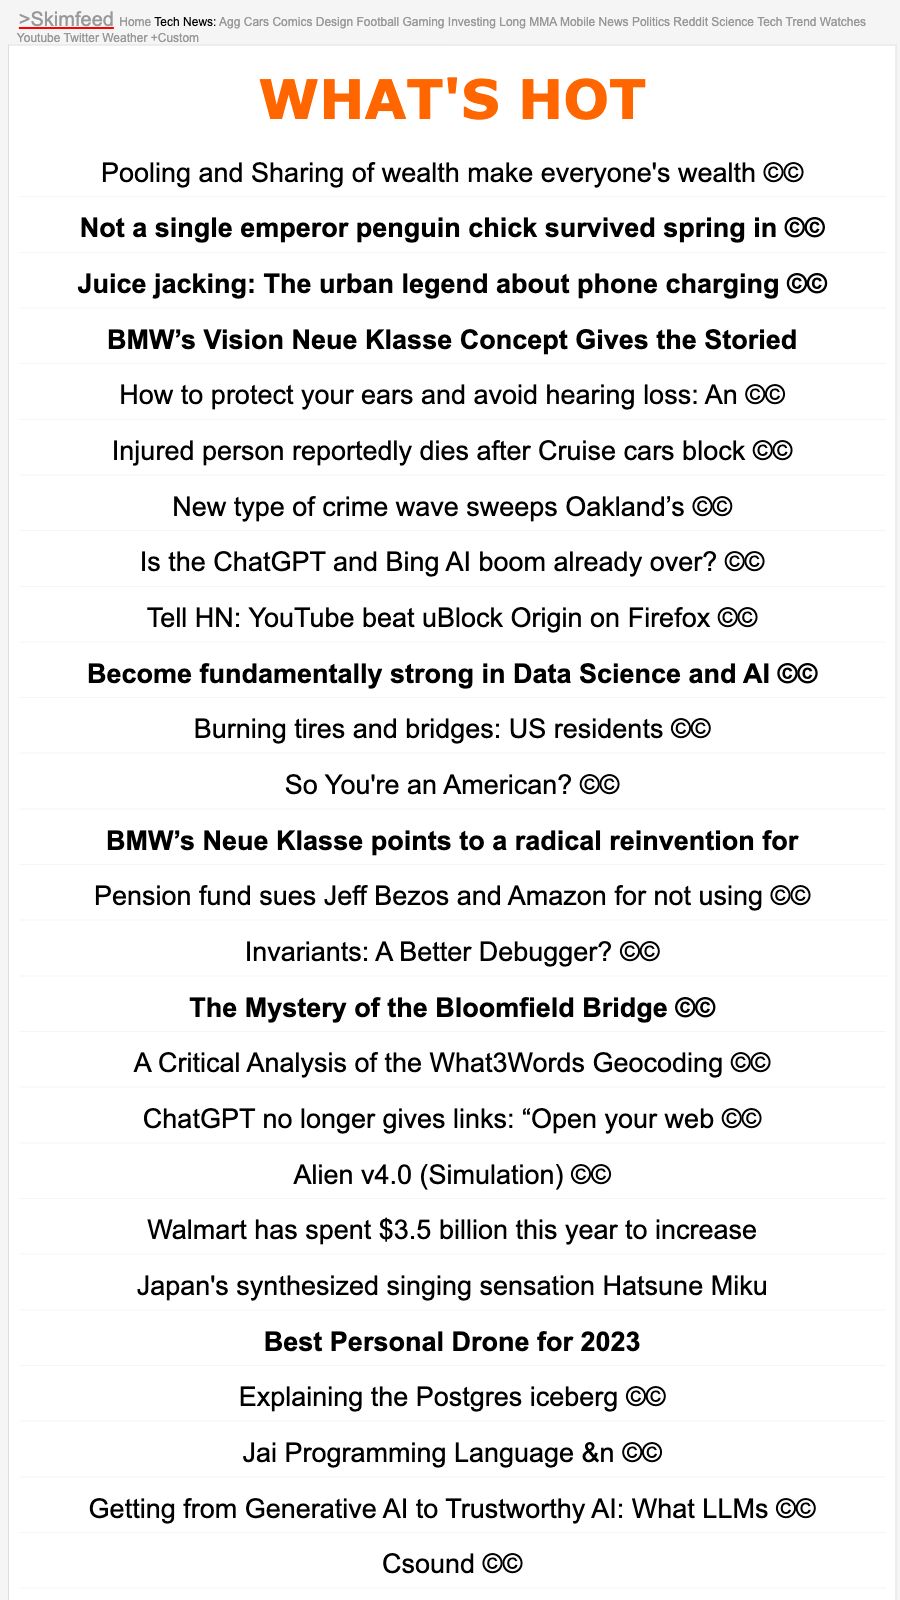 >Skimfeed Home Tech News: Agg Cars Comics Design Football Gaming Investing Long MMA Mobile News Politics Reddit Science Tech Trend Watches
Youtube Twitter Weather +Custom
WHAT'S HOT
Pooling and Sharing of wealth make everyone's wealth ©©
Not a single emperor penguin chick survived spring in ©©
Juice jacking: The urban legend about phone charging ©©
BMW’s Vision Neue Klasse Concept Gives the Storied
How to protect your ears and avoid hearing loss: An ©©
Injured person reportedly dies after Cruise cars block ©©
New type of crime wave sweeps Oakland’s ©©
Is the ChatGPT and Bing AI boom already over? ©©
Tell HN: YouTube beat uBlock Origin on Firefox ©©
Become fundamentally strong in Data Science and AI ©©
Burning tires and bridges: US residents ©©
So You're an American? ©©
BMW’s Neue Klasse points to a radical reinvention for
Pension fund sues Jeff Bezos and Amazon for not using ©©
Invariants: A Better Debugger? ©©
The Mystery of the Bloomfield Bridge ©©
A Critical Analysis of the What3Words Geocoding ©©
ChatGPT no longer gives links: “Open your web ©©
Alien v4.0 (Simulation) ©©
Walmart has spent $3.5 billion this year to increase
Japan's synthesized singing sensation Hatsune Miku
Best Personal Drone for 2023
Explaining the Postgres iceberg ©©
Jai Programming Language &n ©©
Getting from Generative AI to Trustworthy AI: What LLMs ©©
Csound ©©